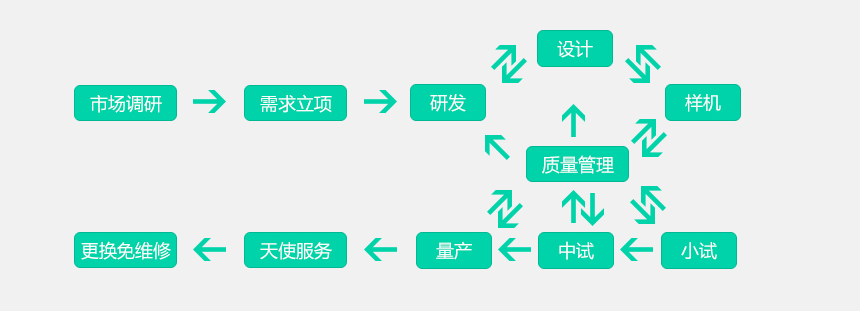 设计
市场调研
需求立项
研发
样机
质量管理
更换免维修
天使服务
量产
中试
小试